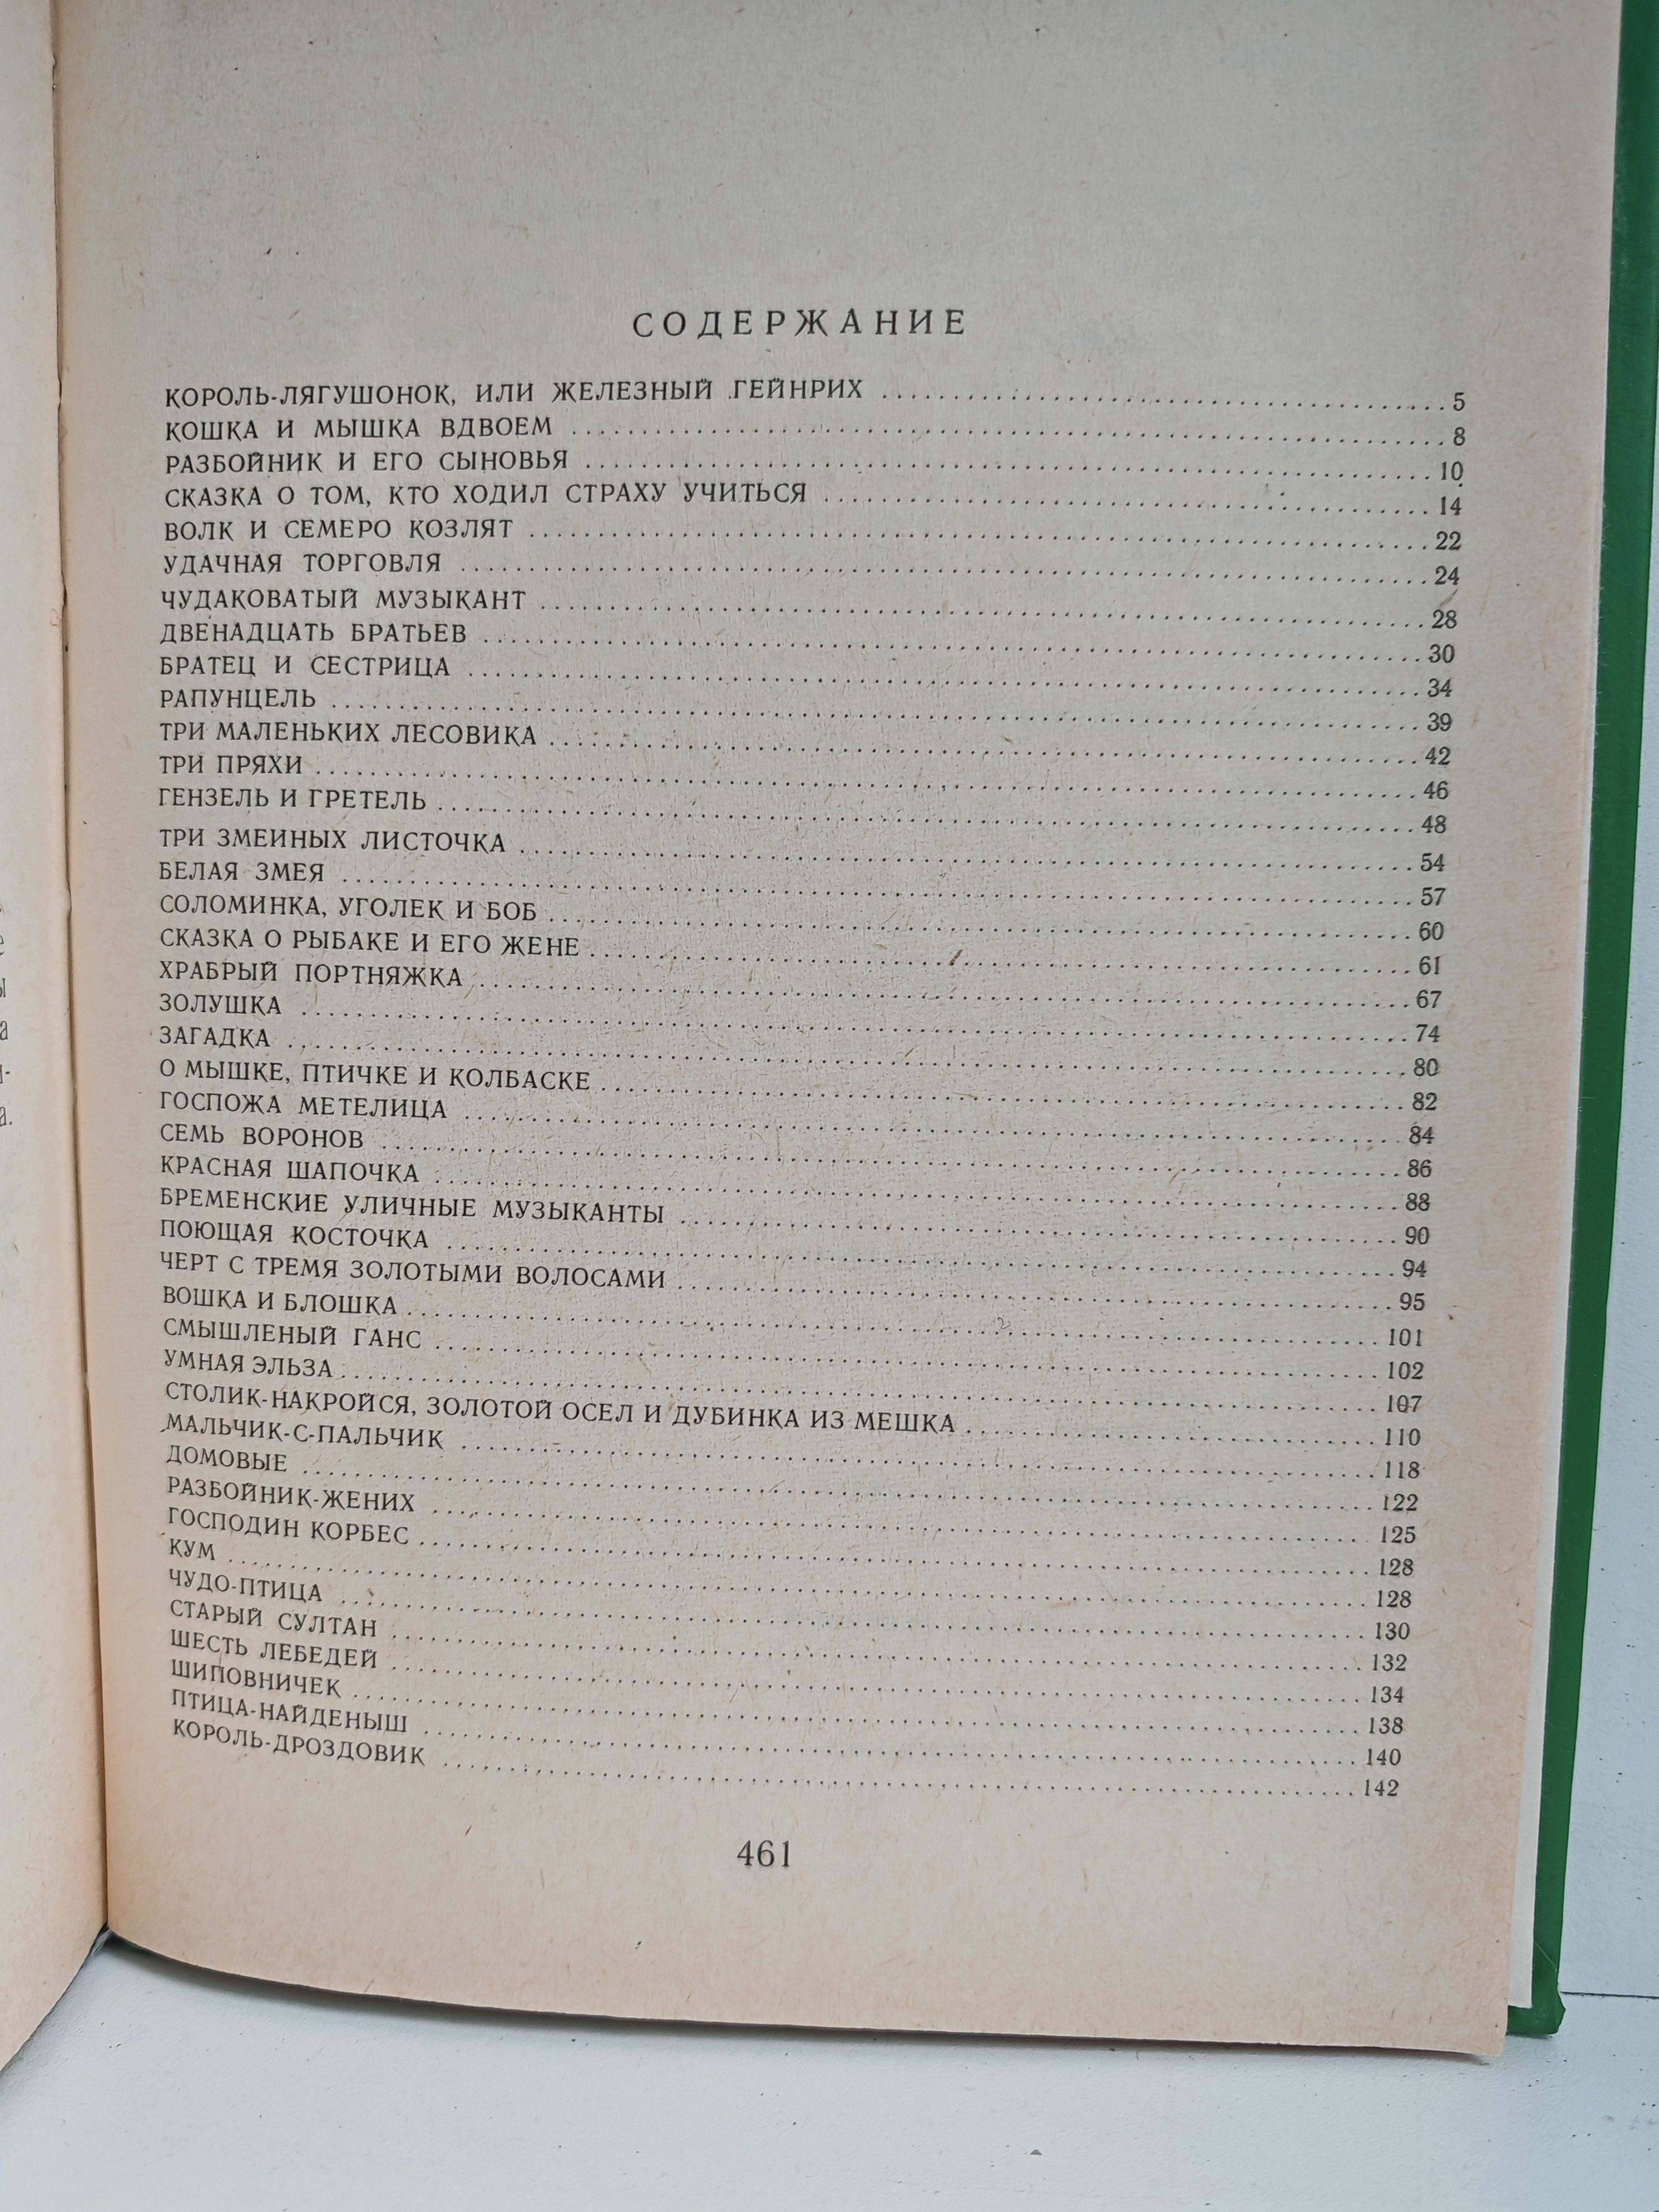 СОДЕРЖАНИЕ
КОРОЛЬ-ЛЯГУШОНОК, ИЛИ ЖЕЛЕЗНЫЙ ГЕЙНРИХ ..... 5
КОШКА И МЫШКА ВДВОЕМ ..... 8
РАЗБОЙНИК И ЕГО СЫНОВЬЯ ..... 10
СКАЗКА О ТОМ, КТО ХОДИЛ СТРАХУ УЧИТЬСЯ ..... 14
ВОЛК И СЕМЕРО КОЗЛЯТ ..... 22
УДАЧНАЯ ТОРГОВЛЯ ..... 24
ЧУДАКОВАТЫЙ МУЗЫКАНТ ..... 28
ДВЕНАДЦАТЬ БРАТЬЕВ ..... 30
БРАТЕЦ И СЕСТРИЦА ..... 34
РАПУНЦЕЛЬ ..... 39
ТРИ МАЛЕНЬКИХ ЛЕСОВИКА ..... 42
ТРИ ПРЯХИ ..... 46
ГЕНЗЕЛЬ И ГРЕТЕЛЬ ..... 48
ТРИ ЗМЕИНЫХ ЛИСТОЧКА ..... 54
БЕЛАЯ ЗМЕЯ ..... 57
СОЛОМИНКА, УГОЛЕК И БОБ ..... 60
СКАЗКА О РЫБАКЕ И ЕГО ЖЕНЕ ..... 61
ХРАБРЫЙ ПОРТНЯЖКА ..... 67
ЗОЛУШКА ..... 74
ЗАГАДКА ..... 80
О МЫШКЕ, ПТИЧКЕ И КОЛБАСКЕ ..... 82
ГОСПОЖА МЕТЕЛИЦА ..... 84
СЕМЬ ВОРОНОВ ..... 86
КРАСНАЯ ШАПОЧКА ..... 88
БРЕМЕНСКИЕ УЛИЧНЫЕ МУЗЫКАНТЫ ..... 90
ПОЮЩАЯ КОСТОЧКА ..... 94
ЧЕРТ С ТРЕМЯ ЗОЛОТЫМИ ВОЛОСАМИ ..... 95
ВОШКА И БЛОШКА ..... 101
СМЫШЛЕНЫЙ ГАНС ..... 102
УМНАЯ ЭЛЬЗА ..... 107
СТОЛИК-НАКРОЙСЯ, ЗОЛОТОЙ ОСЕЛ И ДУБИНКА ИЗ МЕШКА ..... 110
МАЛЬЧИК-С-ПАЛЬЧИК ..... 118
ДОМОВЫЕ ..... 122
РАЗБОЙНИК-ЖЕНИХ ..... 125
ГОСПОДИН КОРБЕС ..... 128
КУМ ..... 128
ЧУДО-ПТИЦА ..... 130
СТАРЫЙ СУЛТАН ..... 132
ШЕСТЬ ЛЕБЕДЕЙ ..... 134
ШИПОВНИЧЕК ..... 138
ПТИЦА-НАЙДЕНЫШ ..... 140
КОРОЛЬ-ДРОЗДОВИК ..... 142
461